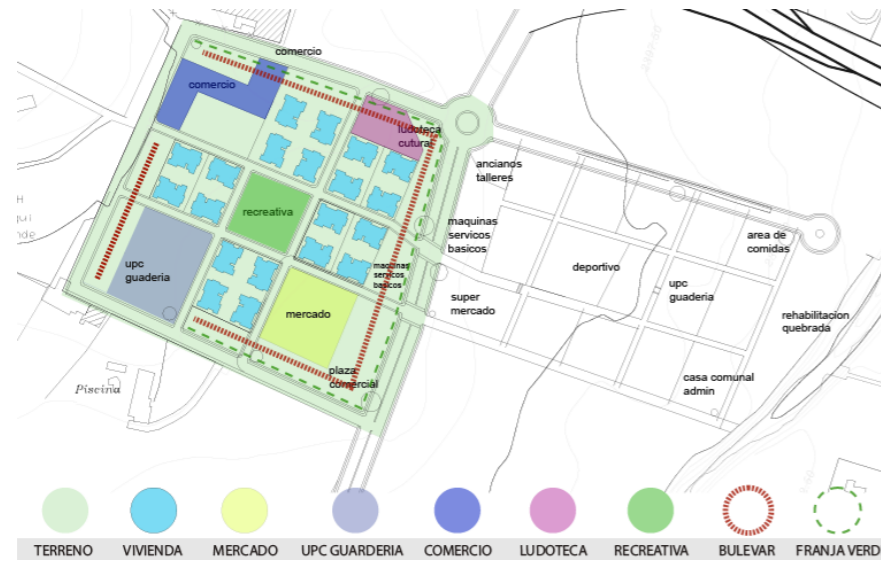 comercio
comercio
ludoteca
cutural
ancianos
talleres
recreativa
maquinas
servicos
basicos
area de
comidas
upc
guaderia
maquinas
servicos
basicos
deportivo
upc
guaderia
super
mercado
mercado
rehabilitacion
quebrada
plaza
comercial
casa comunal
admin
Piscina
TERRENO
VIVIENDA
MERCADO
UPC GUARDERIA
COMERCIO
LUDOTECA
RECREATIVA
BULEVAR
FRANJA VERD